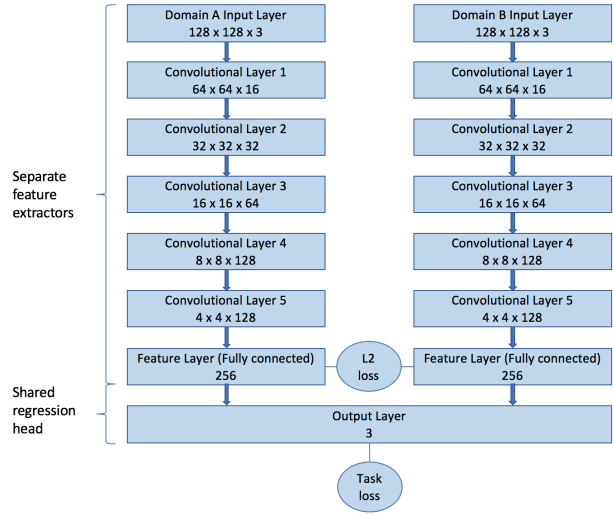 Domain A Input Layer
128 x 128 x 3
Convolutional Layer 1
64 x 64 x 16
Convolutional Layer 2
32 x 32 x 32
Convolutional Layer 3
16 x 16 x 64
Convolutional Layer 4
8 x 8 x 128
Convolutional Layer 5
4 x 4 x 128
Feature Layer (Fully connected)
256
Domain B Input Layer
128 x 128 x 3
Convolutional Layer 1
64 x 64 x 16
Convolutional Layer 2
32 x 32 x 32
Convolutional Layer 3
16 x 16 x 64
Convolutional Layer 4
8 x 8 x 128
Convolutional Layer 5
4 x 4 x 128
Feature Layer (Fully connected)
256
L2
loss
Output Layer
3
Task
loss
Separate
feature
extractors
Shared
regression
head